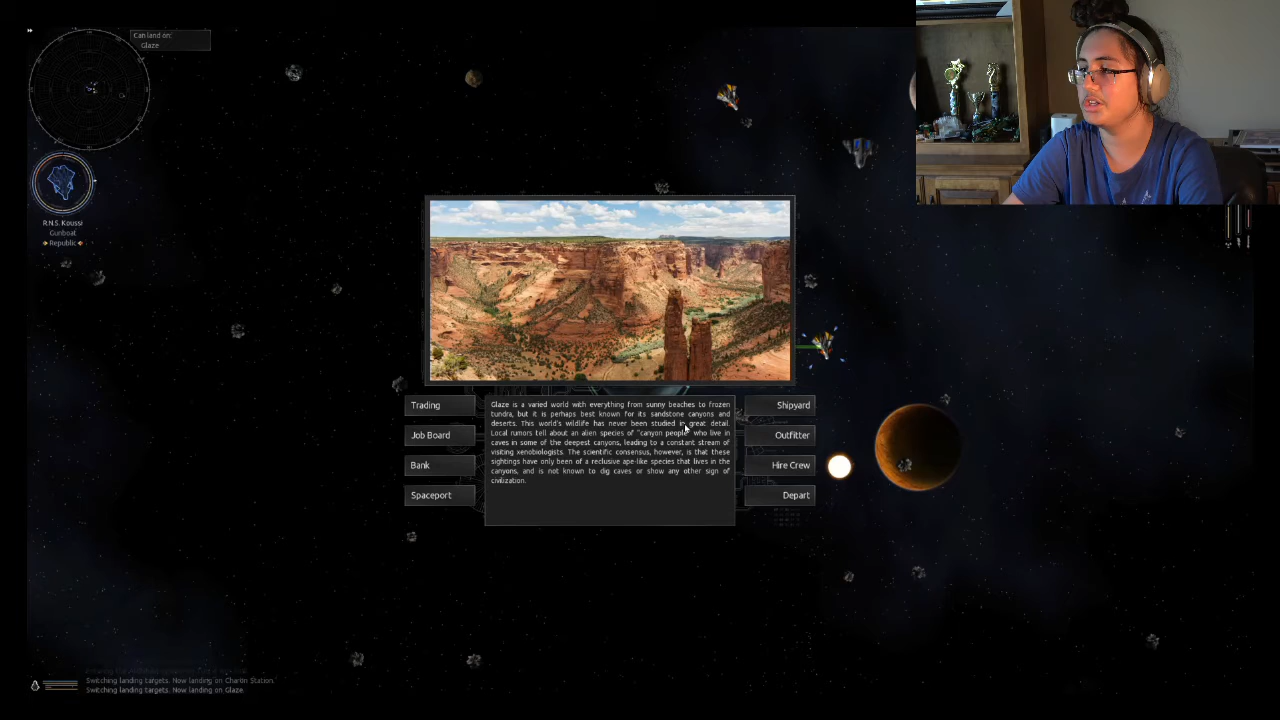 Can land on:
Glaze
R.N.S. Koussi
Gunboat
Republic
Trading
Job Board
Bank
Spaceport
Glaze is a varied world with everything from sunny beaches to frozen
tundra, but it is perhaps best known for its sandstone canyons and
deserts. This world's wildlife has never been studied in great detail.
Local rumors tell about an alien species of "canyon people" who live in
caves in some of the deepest canyons, leading to a constant stream of
visiting xenobiologists. The scientific consensus, however, is that these
sightings have only been of a reclusive ape-like species that lives in the
canyons, and is not known to dig caves or show any other sign of
civilization.
Shipyard
Outfitter
Hire Crew
Depart
Switching landing targets. Now landing on Charon Station.
Switching landing targets. Now landing on Glaze.